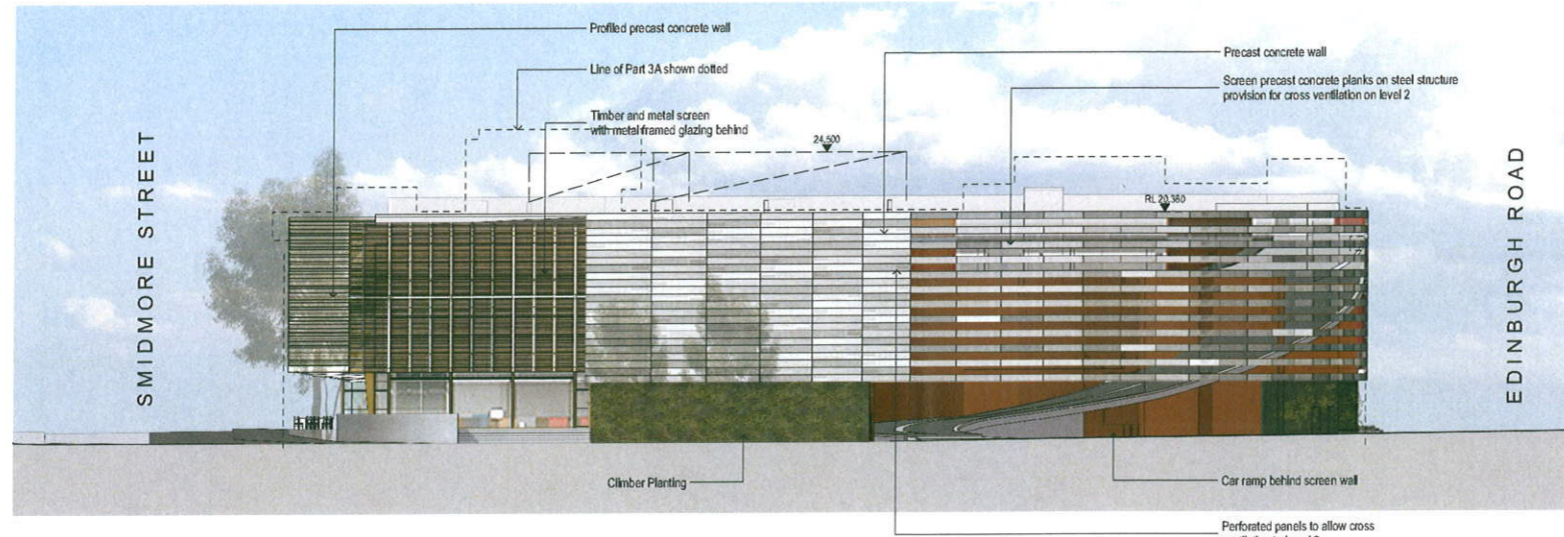 Profiled precast concrete wall
Line of Part 3A shown dotted
Timber and metal screen
with metal framed glazing behind
24,500
Precast concrete wall
Screen precast concrete planks on steel structure
provision for cross ventilation on level 2
RL 20,360
SMIDMORE STREET
EDINBURGH ROAD
Climber Planting
Car ramp behind screen wall
Perforated panels to allow cross